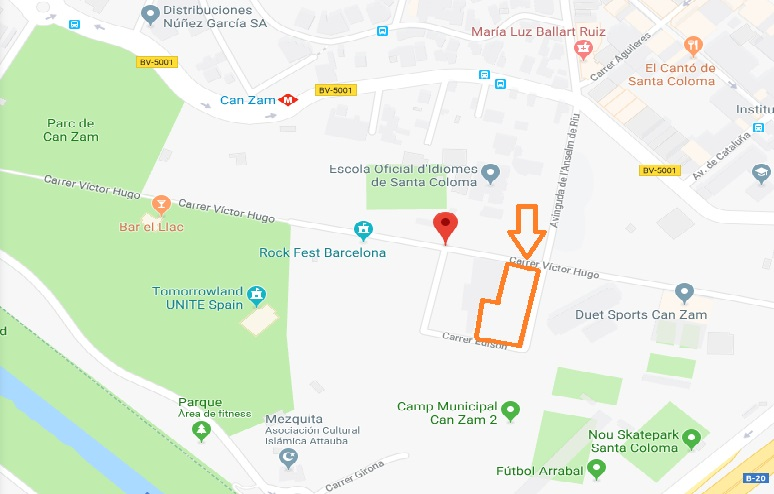 Distribuciones
Núñez García SA
María Luz Ballart Ruiz
Carrer Aguileres
El Cantó de
Santa Coloma
BV-5001
BV-5001
Can Zam
M
Institu
Av. de Cataluña
BV-5001
Parc de
Can Zam
Avinguda de l'Anselm de Riu
Escola Oficial d'Idiomes
de Santa Coloma
Carrer Víctor Hugo
Carrer Víctor Hugo
Bar el Llac
Rock Fest Barcelona
Carrer Víctor Hugo
Tomorrowland
UNITE Spain
Duet Sports Can Zam
d
Carrer Edison
Parque
Área de fitness
Mezquita
Asociación Cultural
Islámica Attauba
Camp Municipal
Can Zam 2
Nou Skatepark
Santa Coloma
Carrer Girona
Fútbol Arrabal
B-20